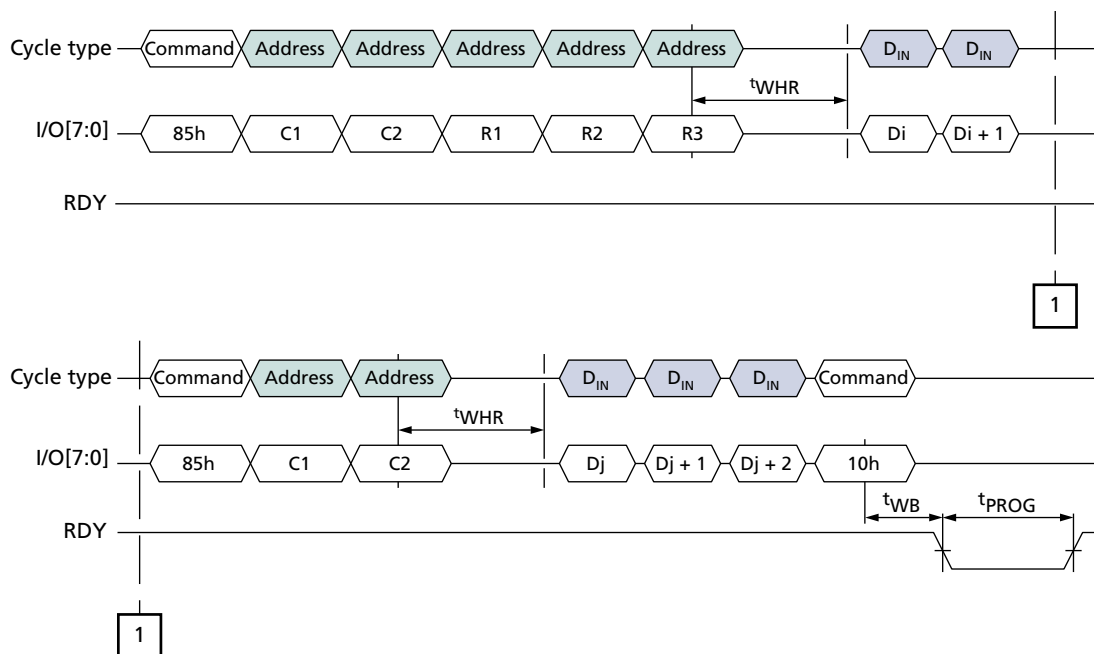 Cycle type Command Address Address Address Address Address DIN DIN
tWHR
I/O[7:0] 85h C1 C2 R1 R2 R3 Di Di + 1
RDY
1
Cycle type Command Address Address DIN DIN DIN Command
tWHR
I/O[7:0] 85h C1 C2 Dj Dj + 1 Dj + 2 10h
tWB tPROG
RDY
1